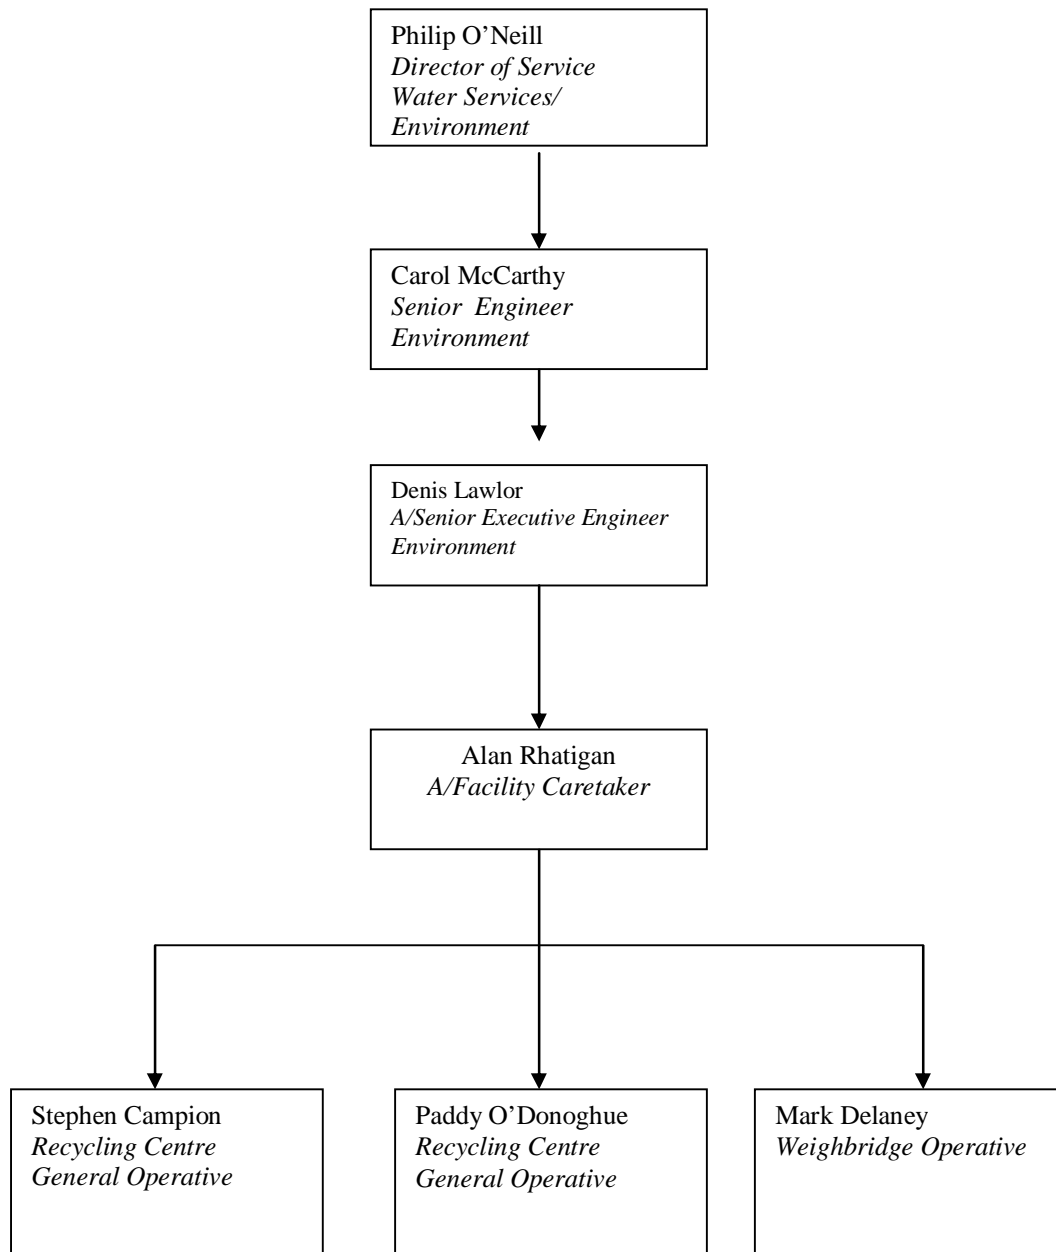 Philip O’Neill
Director of Service
Water Services/
Environment
Carol McCarthy
Senior  Engineer
Environment
Denis Lawlor
A/Senior Executive Engineer
Environment
Alan Rhatigan
A/Facility Caretaker
Stephen Campion
Recycling Centre
General Operative
Paddy O’Donoghue
Recycling Centre
General Operative
Mark Delaney
Weighbridge Operative